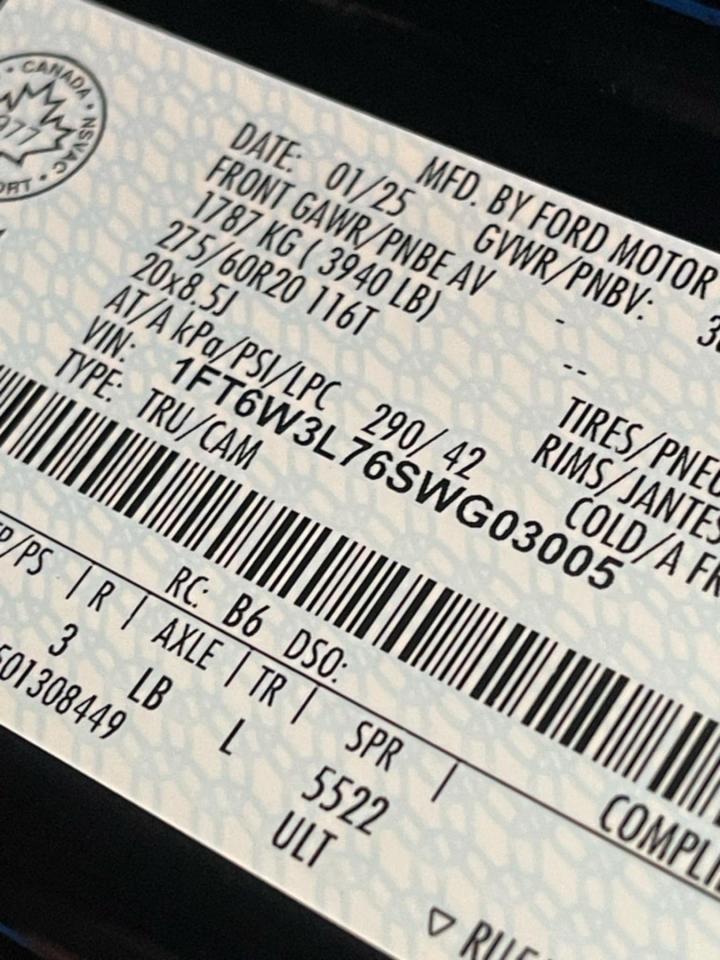 CANADA • NSVAC
977
DATE: 01/25 MFD. BY FORD MOTOR
FRONT GAWR/PNBE AV GVWR/PNBV:
1787 KG ( 3940 LB) -
275/60R20 116T --
20x8.5J TIRES/PNEU
AT/A kPa/PSI/LPC 290/ 42 RIMS/JANTES
VIN: 1FT6W3L76SWG03005 COLD/A FR
TYPE: TRU/CAM
RC: B6 DSO:
P/PS | R | AXLE | TR | SPR |
3 LB L 5522
501308449 ULT
COMPLI